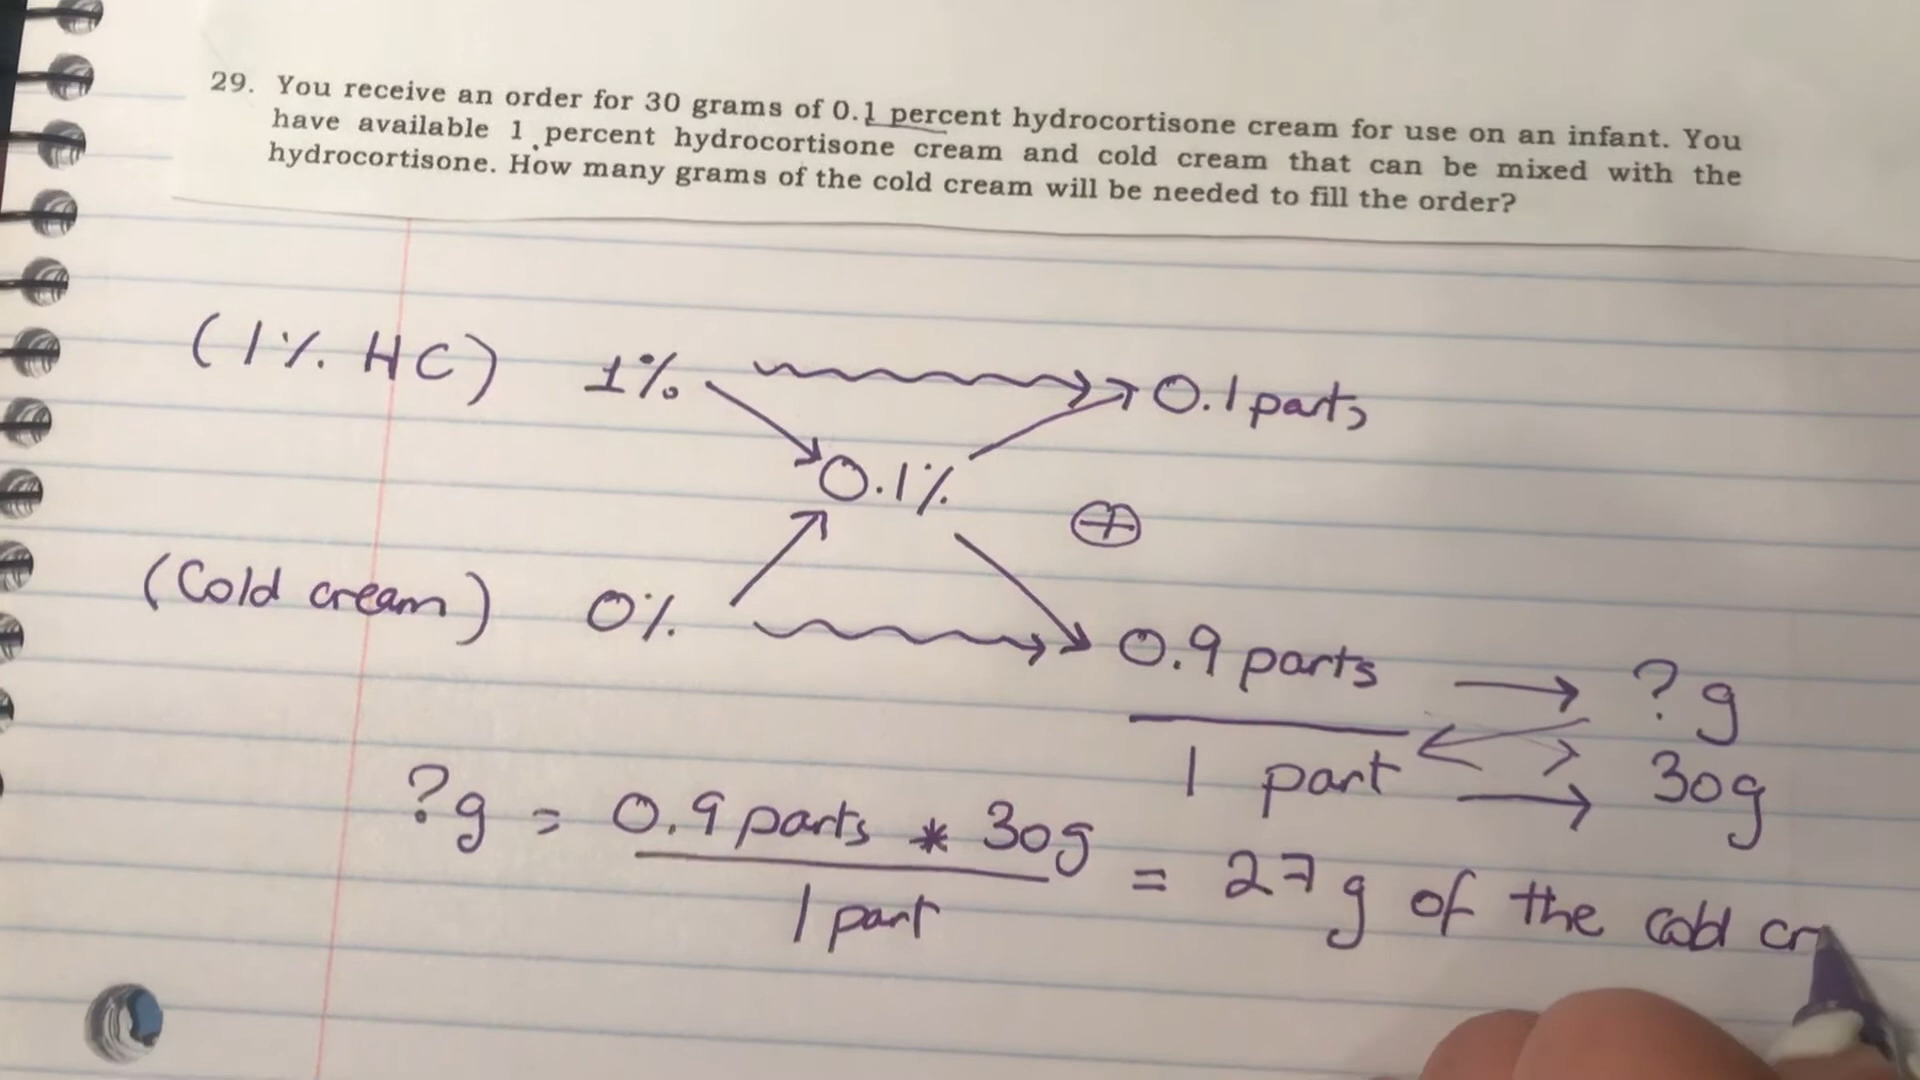 29. You receive an order for 30 grams of 0.1 percent hydrocortisone cream for use on an infant. You
have available 1 percent hydrocortisone cream and cold cream that can be mixed with the
hydrocortisone. How many grams of the cold cream will be needed to fill the order?
(1% HC) 1% 0.1 parts
0.1%
+
(Cold cream) 0% 0.9 parts ? g
1 part 30g
?g = 0.9 parts * 30g = 27g of the cold cr
1 part